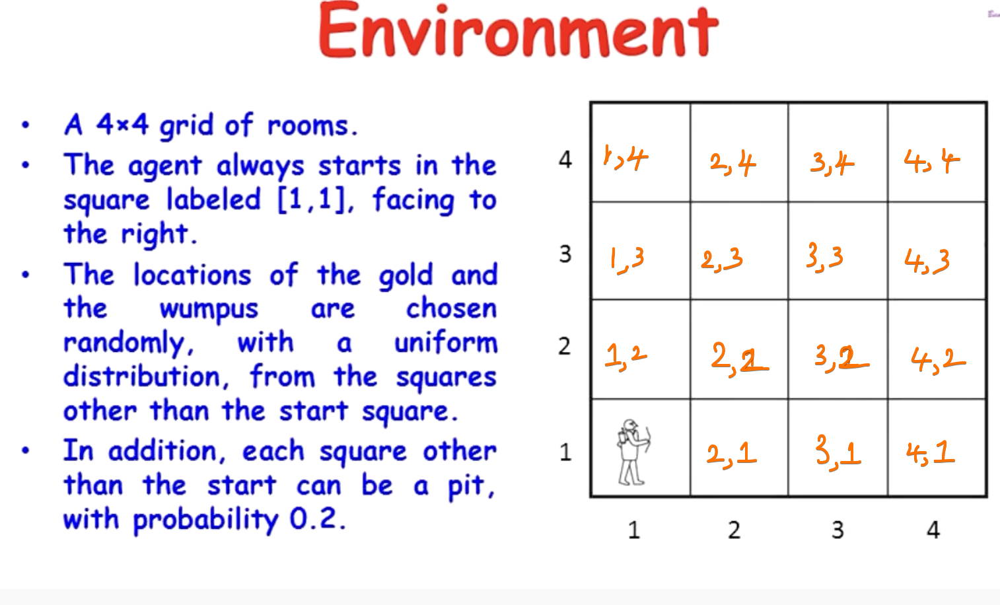 Environment
• A 4×4 grid of rooms.
• The agent always starts in the
square labeled [1,1], facing to
the right.
• The locations of the gold and
the wumpus are chosen
randomly, with a uniform
distribution, from the squares
other than the start square.
• In addition, each square other
than the start can be a pit,
with probability 0.2.
4 1,4 2,4 3,4 4,4
3 1,3 2,3 3,3 4,3
2 1,2 2,2 3,2 4,2
1 2,1 3,1 4,1
1 2 3 4